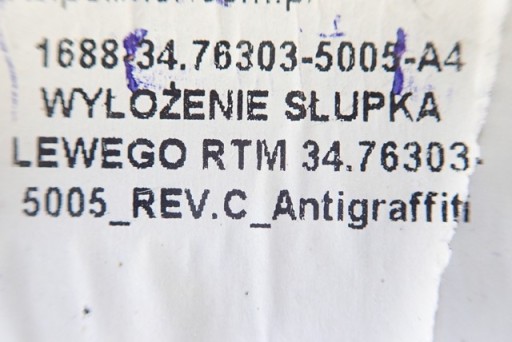 1688-34.76303-5005-A4
WYŁOŻENIE SŁUPKA
LEWEGO RTM 34.76303-
5005_REV.C_Antigraffiti